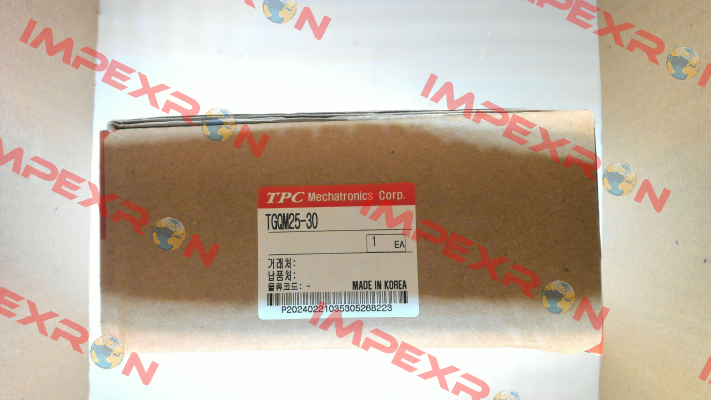 TPC Mechatronics Corp.
TGQM25-30
1 EA
거래처:
납품처:
물류코드: -
MADE IN KOREA
P20240221035305268223
IMPEXRON
IMPEXRON
IMPEXRON
IMPEXRON
IMPEXRON
IMPEXRON
IMPEXRON
IMPEXRON